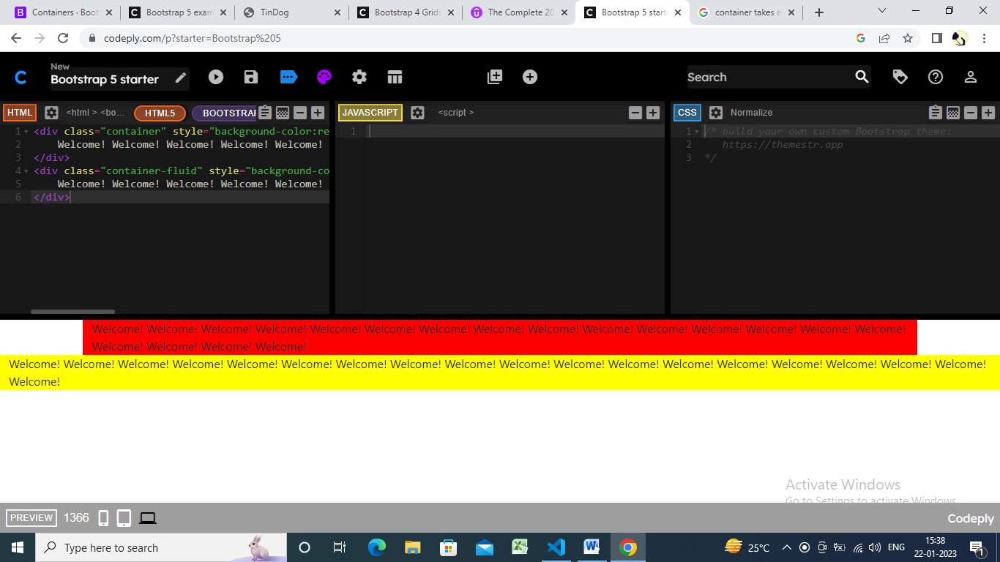 Containers · Boot
Bootstrap 5 exam
TinDog
Bootstrap 4 Grids
The Complete 20
Bootstrap 5 start
container takes e
codeply.com/p?starter=Bootstrap%205
New
Bootstrap 5 starter
Search
HTML
<html > <bo...
HTML5
BOOTSTRAP
JAVASCRIPT
<script >
CSS
Normalize
1 <div class="container" style="background-color:re
2 Welcome! Welcome! Welcome! Welcome! Welcome!
3 </div>
4 <div class="container-fluid" style="background-co
5 Welcome! Welcome! Welcome! Welcome! Welcome!
6 </div>
1
1 /* build your own custom Bootstrap theme:
2 https://themestr.app
3 */
Welcome! Welcome! Welcome! Welcome! Welcome! Welcome! Welcome! Welcome! Welcome! Welcome! Welcome! Welcome! Welcome! Welcome! Welcome!
Welcome! Welcome! Welcome! Welcome!
Welcome! Welcome! Welcome! Welcome! Welcome! Welcome! Welcome! Welcome! Welcome! Welcome! Welcome! Welcome! Welcome! Welcome! Welcome! Welcome! Welcome! Welcome!
Welcome!
Activate Windows
Go to Settings to activate Windows.
PREVIEW
1366
Codeply
Type here to search
25°C
ENG
15:38
22-01-2023
1